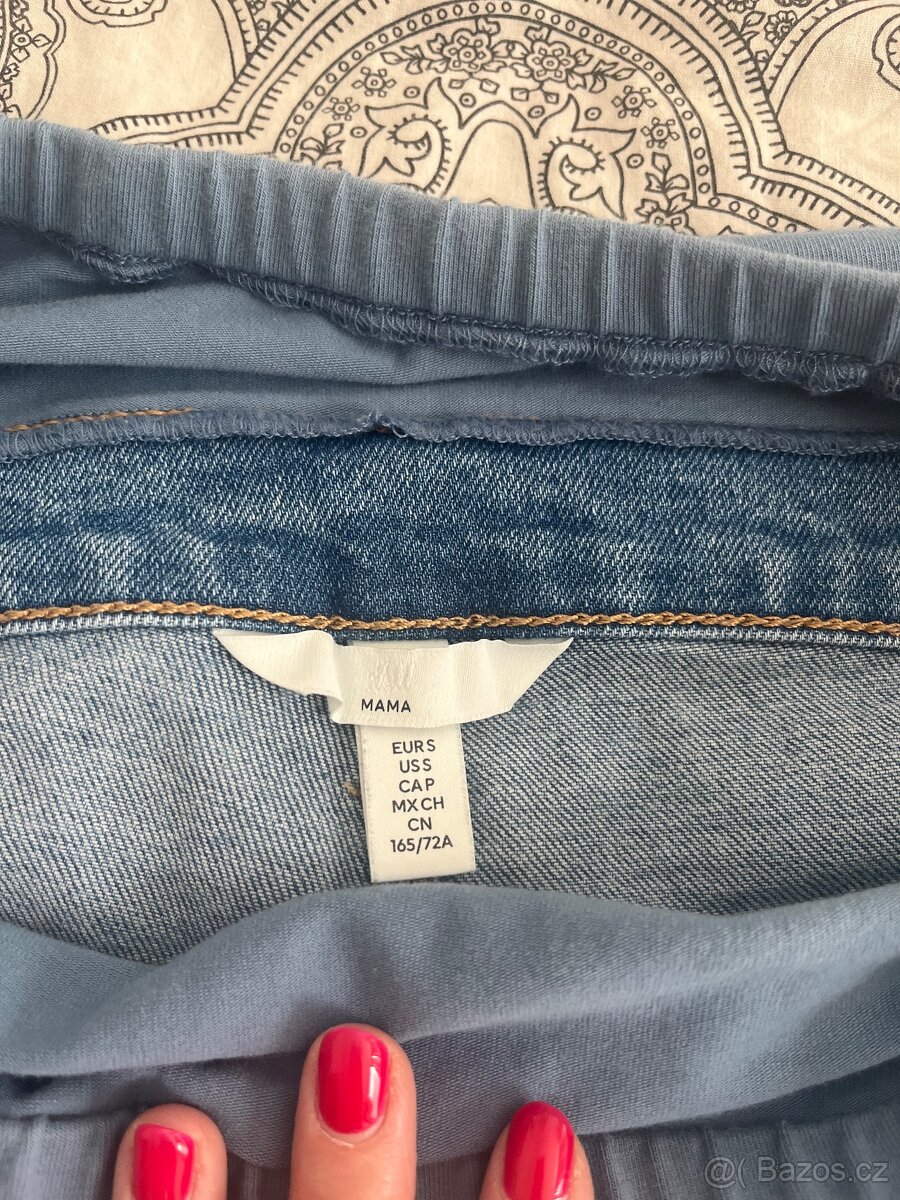 MAMA
EUR S
US S
CA P
MX CH
CN
165/72A
@( Bazos.cz